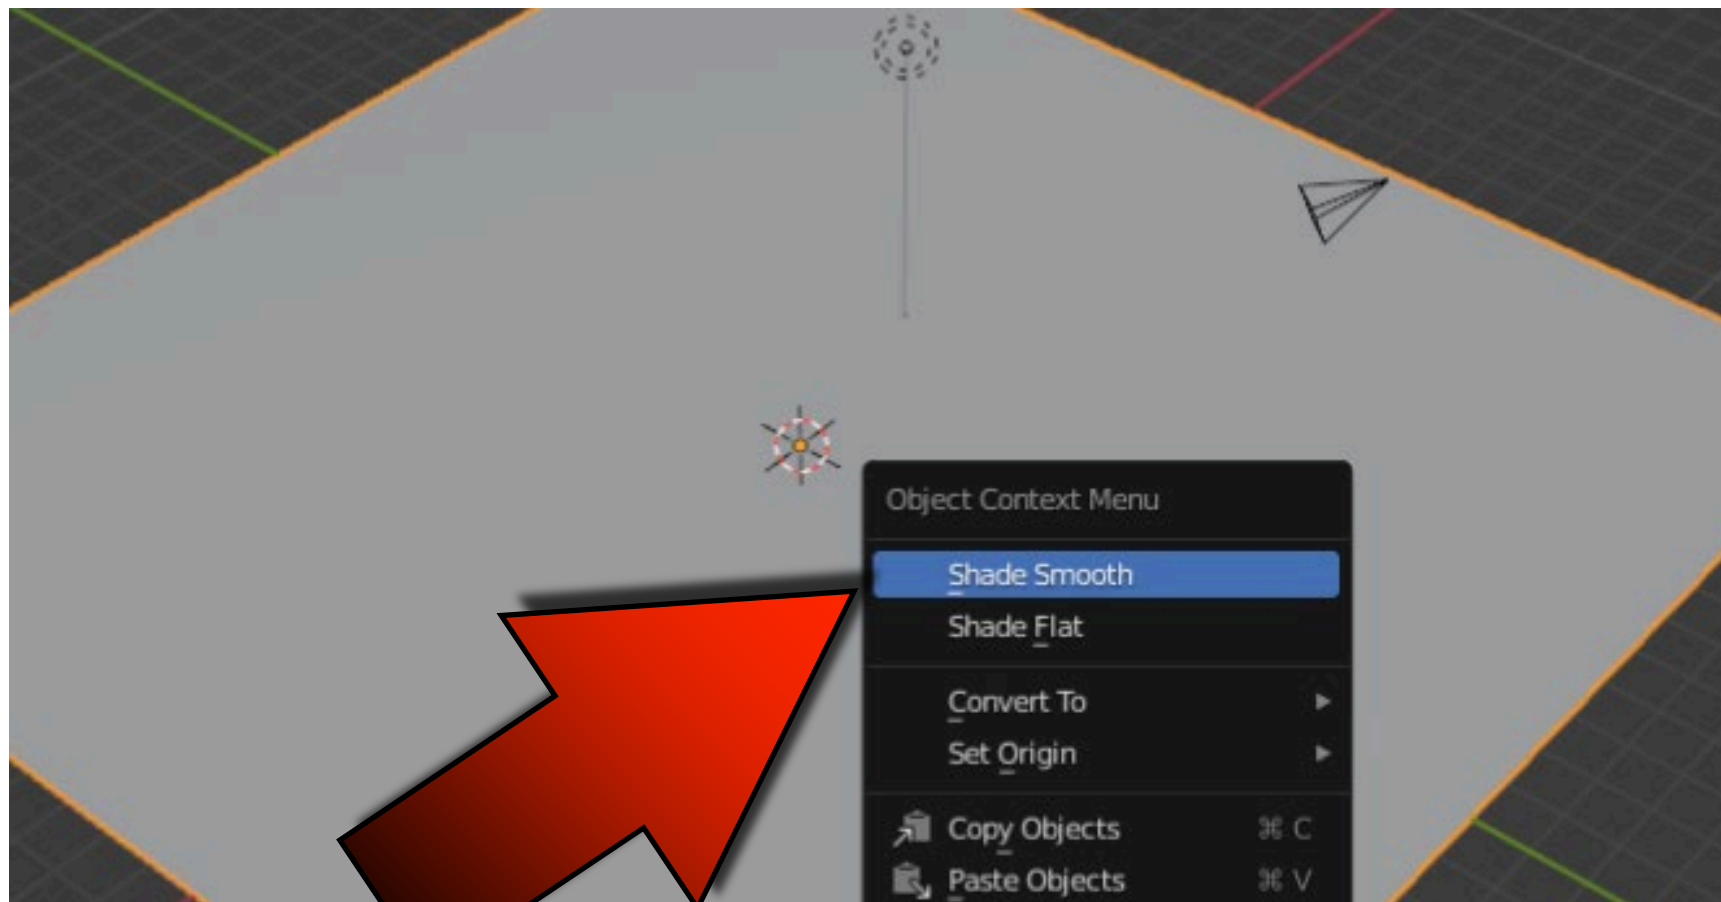 Object Context Menu
Shade Smooth
Shade Flat
Convert To
Set Origin
Copy Objects ⌘ C
Paste Objects ⌘ V